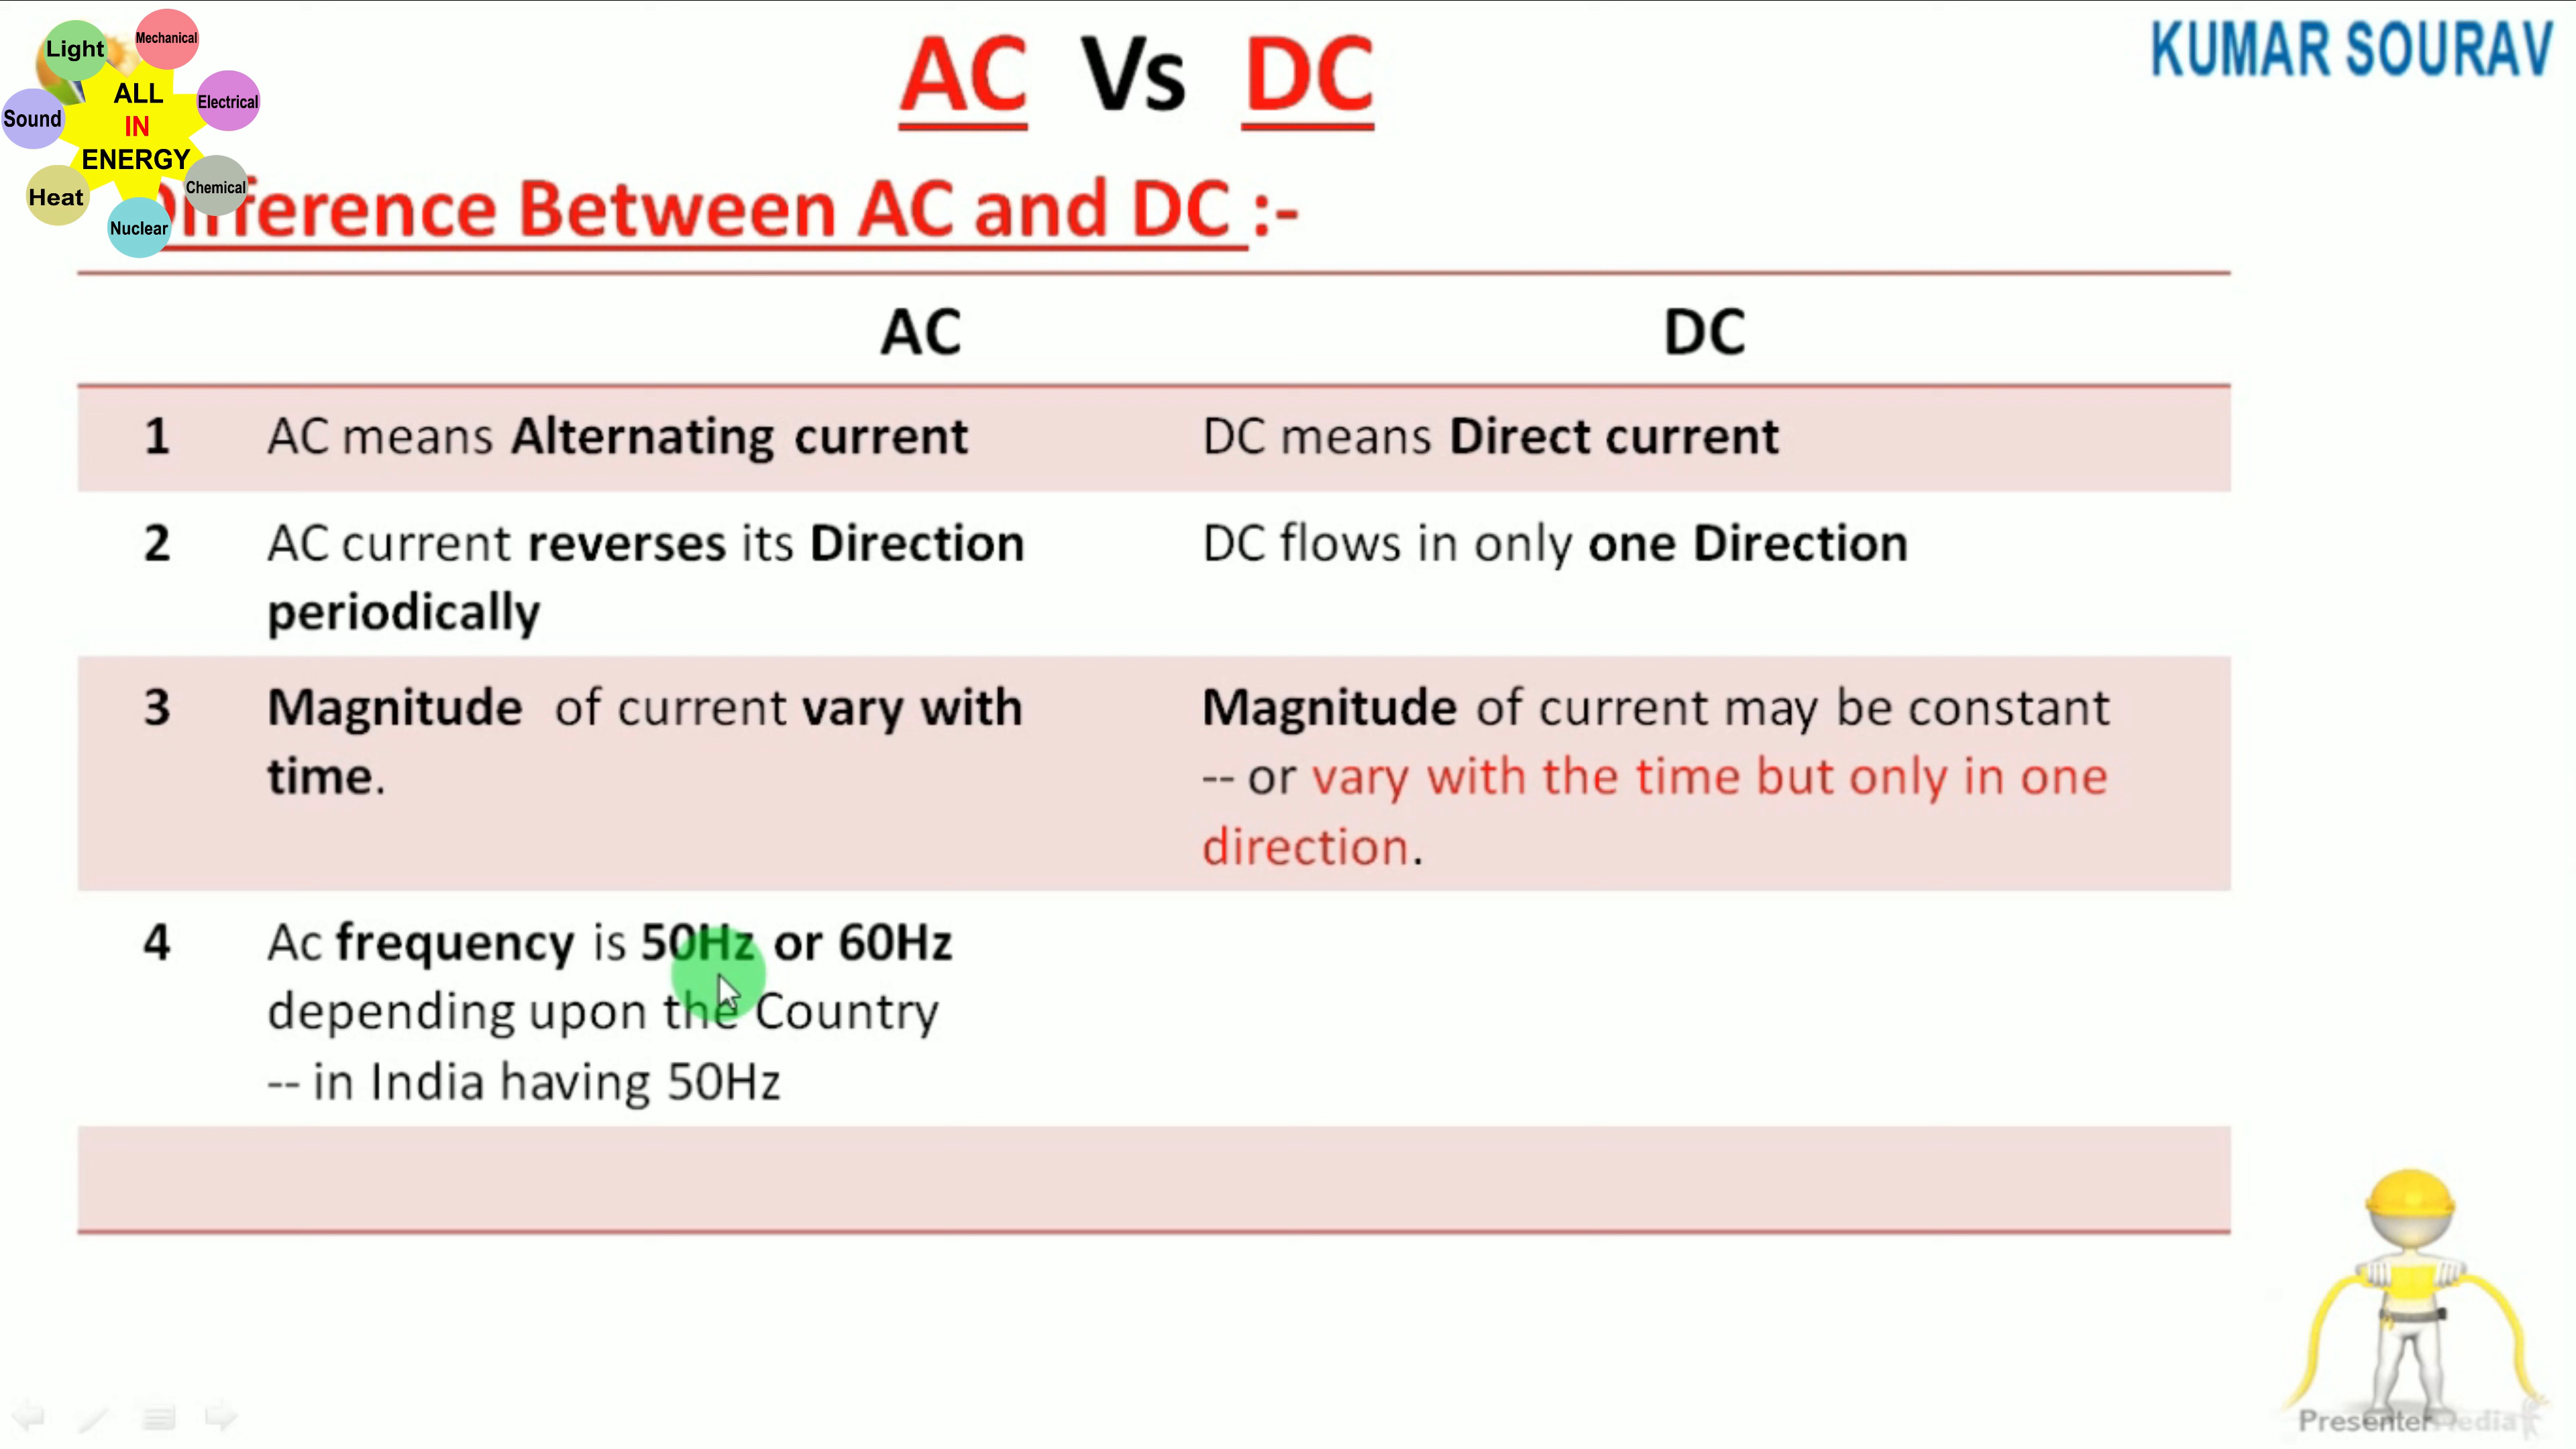 Light
Mechanical
ALL
IN
ENERGY
Electrical
Sound
Heat
Chemical
Nuclear
AC Vs DC
KUMAR SOURAV
Difference Between AC and DC :-
AC DC
1 AC means Alternating current DC means Direct current
2 AC current reverses its Direction DC flows in only one Direction
periodically
3 Magnitude of current vary with Magnitude of current may be constant
time. -- or vary with the time but only in one
direction.
4 Ac frequency is 50Hz or 60Hz
depending upon the Country
-- in India having 50Hz
PresenterMedia